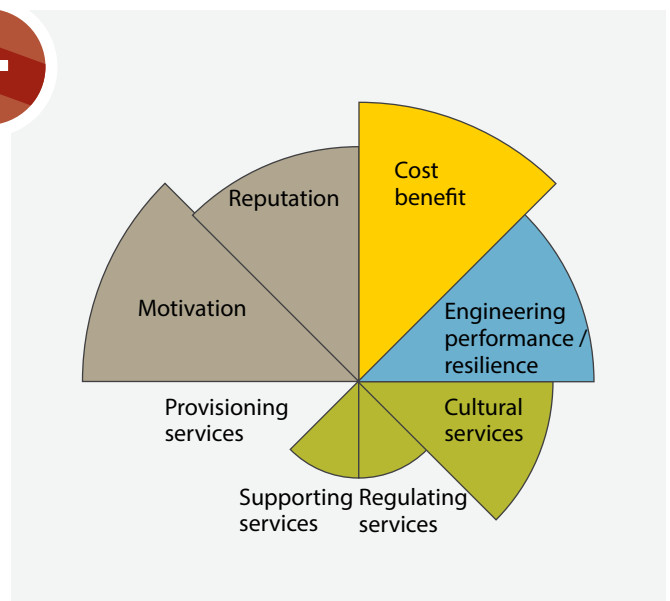 Cost
benefit
Reputation
Motivation
Engineering
performance /
resilience
Provisioning
services
Cultural
services
Supporting
services
Regulating
services